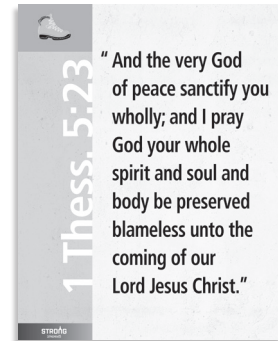 1 Thess. 5:23
“ And the very God
of peace sanctify you
wholly; and I pray
God your whole
spirit and soul and
body be preserved
blameless unto the
coming of our
Lord Jesus Christ.”
STRONG